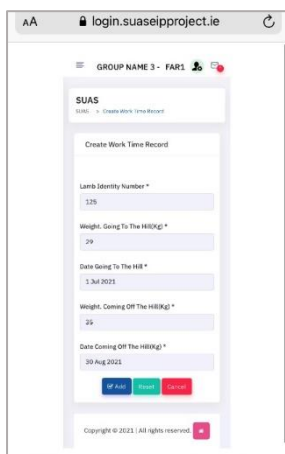 AA login.suaseipproject.ie
GROUP NAME 3 - FAR1
SUAS
SUAS > Create Work Time Record
Create Work Time Record
Lamb Identity Number *
125
Weight. Going To The Hill(Kg) *
29
Date Going To The Hill *
1 Jul 2021
Weight. Coming Off The Hill(Kg) *
35
Date Coming Off The Hill(Kg) *
30 Aug 2021
Add Reset Cancel
Copyright © 2021 | All rights reserved.